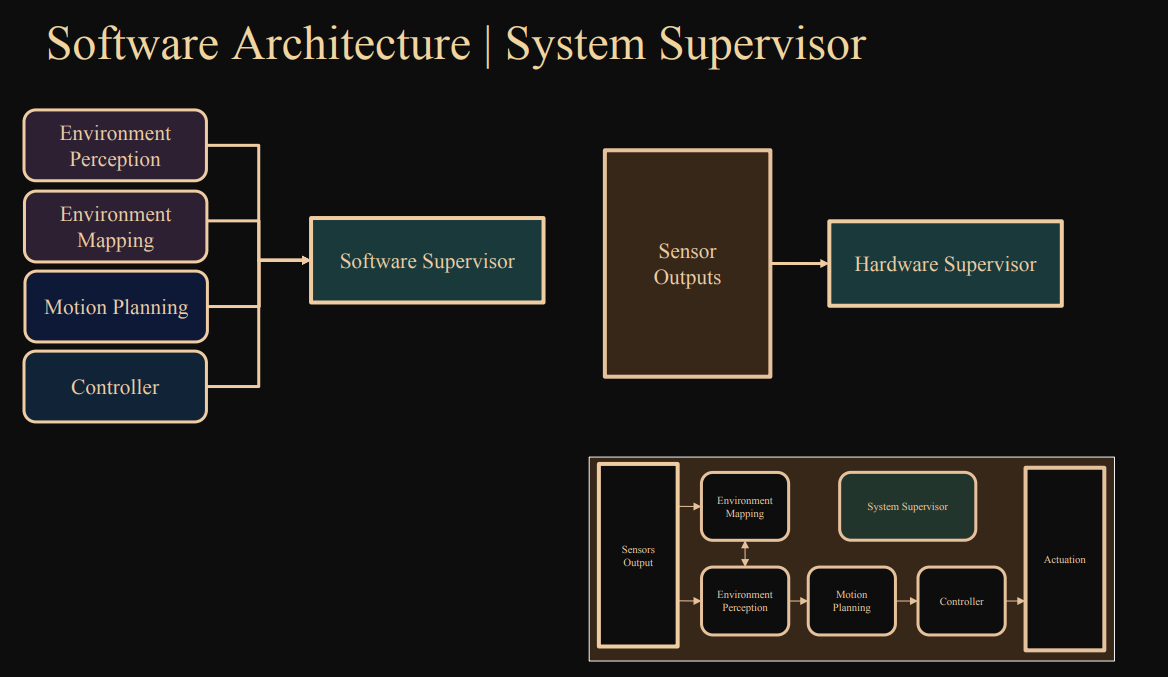 Software Architecture | System Supervisor
Environment
Perception
Environment
Mapping
Motion Planning
Controller
Software Supervisor
Sensor
Outputs
Hardware Supervisor
Sensors
Output
Environment
Mapping
System Supervisor
Environment
Perception
Motion
Planning
Controller
Actuation